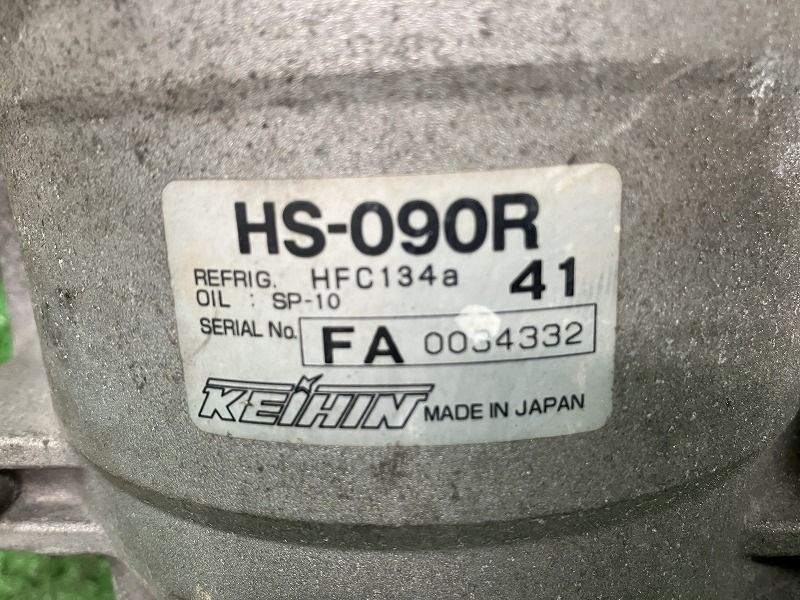 HS-090R
REFRIG. HFC134a 41
OIL : SP-10
SERIAL No. FA 0034332
KEIHIN MADE IN JAPAN